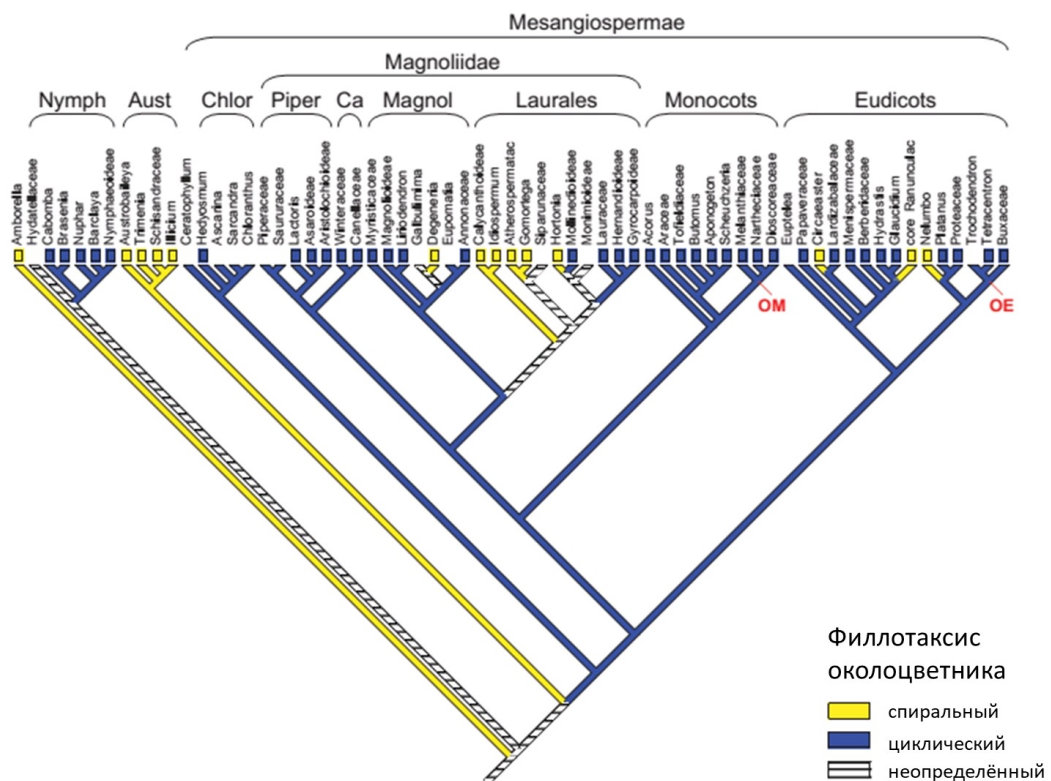 Mesangiospermae
Magnoliidae
Nymph Aust Chlor Piper Ca Magnol Laurales Monocots Eudicots
Amborella
Hydatellaceae
Cabomba
Brasenia
Nuphar
Barclaya
Nymphaeoideae
Austrobaileya
Trimenia
Schisandraceae
Illicium
Ceratophyllum
Hedyosmum
Ascarina
Sarcandra
Chloranthus
Piperaceae
Saururaceae
Lactoris
Asaroideae
Aristolochioideae
Winteraceae
Canellaceae
Myristicaceae
Magnolioideae
Liriodendron
Galbulimima
Degeneria
Eupomatia
Annonaceae
Calycanthoideae
Idiospermum
Atherospermatac
Gomortega
Siparunaceae
Hortonia
Mollinedioideae
Monimioideae
Lauraceae
Hernandioideae
Gyrocarpoideae
Acorus
Araceae
Tofieldiaceae
Butomus
Aponogeton
Scheuchzeria
Melanthiaceae
Nartheciaceae
Dioscoreaceae
Euptelea
Papaveraceae
Circaeaster
Lardizabalaceae
Menispermaceae
Berberidaceae
Hydrastis
Glaucidium
core Ranunculac
Nelumbo
Platanus
Proteaceae
Trochodendron
Tetracentron
Buxaceae
OM
OE
Филлотаксис
околоцветника
спиральный
циклический
неопределённый